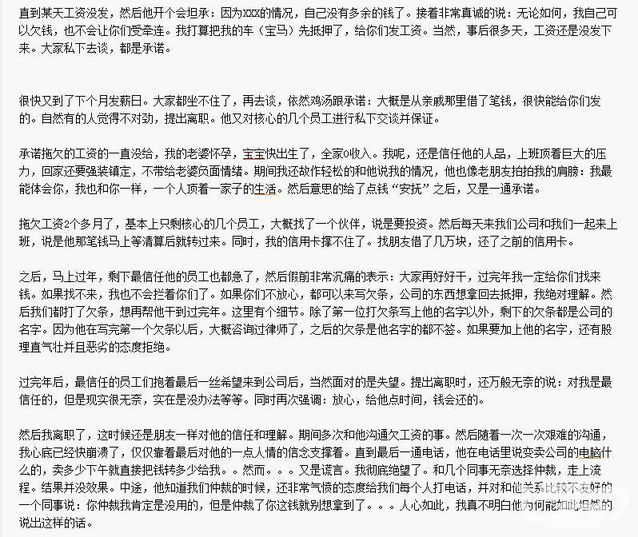 直到某天工资没发，然后他开个会坦承：因为XXX的情况，自己没有多余的钱了。接着非常真诚的说：无论如何，我自己可
以欠钱，也不会让你们受牵连。我打算把我的车（宝马）先抵押了，给你们发工资。当然，事后很多天，工资还是没发下
来。大家私下去谈，都是承诺。
很快又到了下个月发薪日。大家都坐不住了，再去谈，依然鸡汤跟承诺：大概是从亲戚那里借了笔钱，很快能给你们发
的。自然有的人觉得不对劲，提出离职。他又对核心的几个员工进行私下交谈并保证。
承诺拖欠的工资的一直没给，我的老婆怀孕，宝宝快出生了，全家0收入。我呢，还是信任他的人品，上班顶着巨大的压
力，回家还要强装镇定，不带给老婆负面情绪。期间我还故作轻松的和他说我的情况，他也像老朋友拍拍我的肩膀：我最
能体会你，我也和你一样，一个人顶着一家子的生活。然后意思的给了点钱“安抚”之后，又是一通承诺。
拖欠工资2个多月了，基本上只剩核心的几个员工，大概找了一个伙伴，说是要投资。然后每天来我们公司和我们一起来上
班，说是他那笔钱马上等清算后就转过来。同时，我的信用卡撑不住了。找朋友借了几万块，还了之前的信用卡。
之后，马上过年，剩下最信任他的员工也都急了，然后假前非常沉痛的表示：大家再好好干，过完年我一定给你们找来
钱。如果找不来，我也不会拦着你们了。如果你们不放心，都可以来写欠条，公司的东西想拿回去抵押，我绝对理解。然
后我们都打了欠条，想再帮他干到过完年。这里有个细节。除了第一位打欠条写上他的名字以外，剩下的欠条都是公司的
名字。因为他在写完第一个欠条以后，大概咨询过律师了，之后的欠条是他名字的都不签。如果要加上他的名字，还有股
理直气壮并且恶劣的态度拒绝。
过完年后，最信任的员工们抱着最后一丝希望来到公司后，当然面对的是失望。提出离职时，还万般无奈的说：对我是最
信任的，但是现实很无奈，实在是没办法等等。同时再次强调：放心，给他点时间，钱会还的。
然后我离职了，这时候还是朋友一样对他的信任和理解。期间多次和他沟通欠工资的事。然后随着一次一次艰难的沟通，
我心底已经快崩溃了，仅仅靠着最后对他的一点人情的信念支撑着。直到最后一通电话，他在电话里说变卖公司的电脑什
么的，卖多少下午就直接把钱转多少给我。。然而。。。又是谎言。我彻底绝望了。和几个同事无奈选择仲裁，走上流
程。结果并没效果。中途，他知道我们仲裁的时候，还非常气愤的态度给我们每个人打电话，并对和他关系比较不友好的
一个同事说：你仲裁我肯定是没用的，但是仲裁了你这钱就别想拿到了。。。人心如此，我真不明白他为何能如此坦然的
说出这样的话。